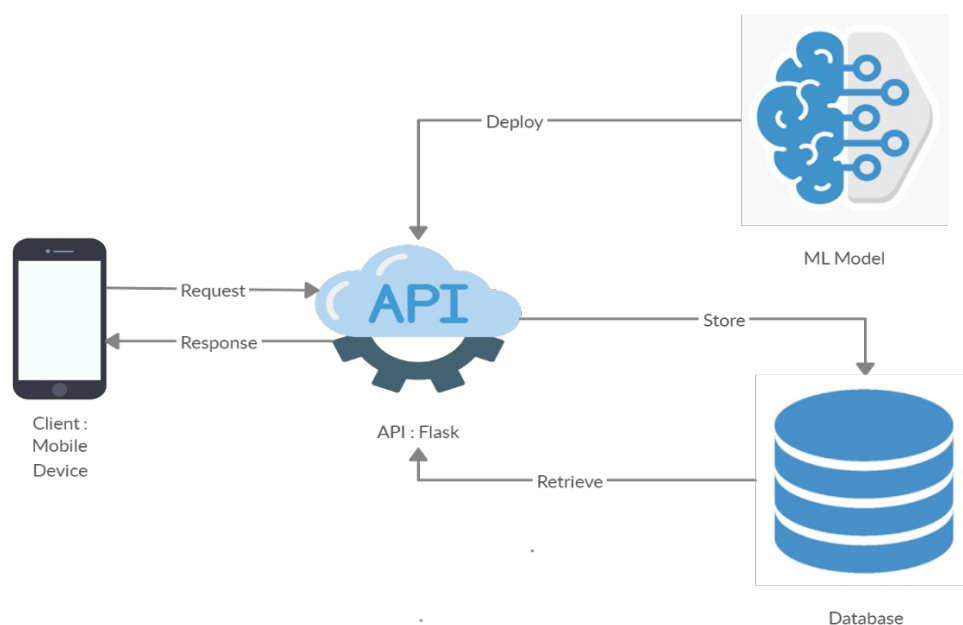 Deploy
ML Model
Request
API
Store
Response
Client :
Mobile
Device
API : Flask
Retrieve
Database